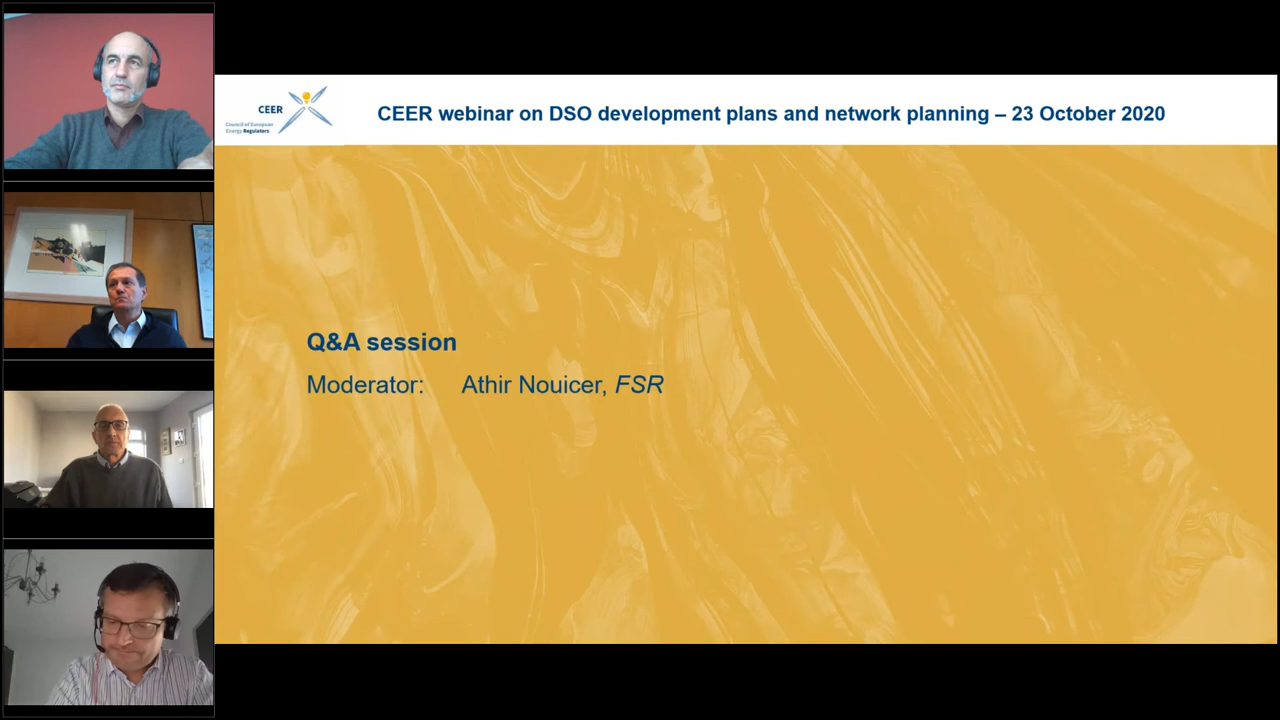 CEER
Council of European
Energy Regulators
CEER webinar on DSO development plans and network planning – 23 October 2020
Q&A session
Moderator: Athir Nouicer, FSR